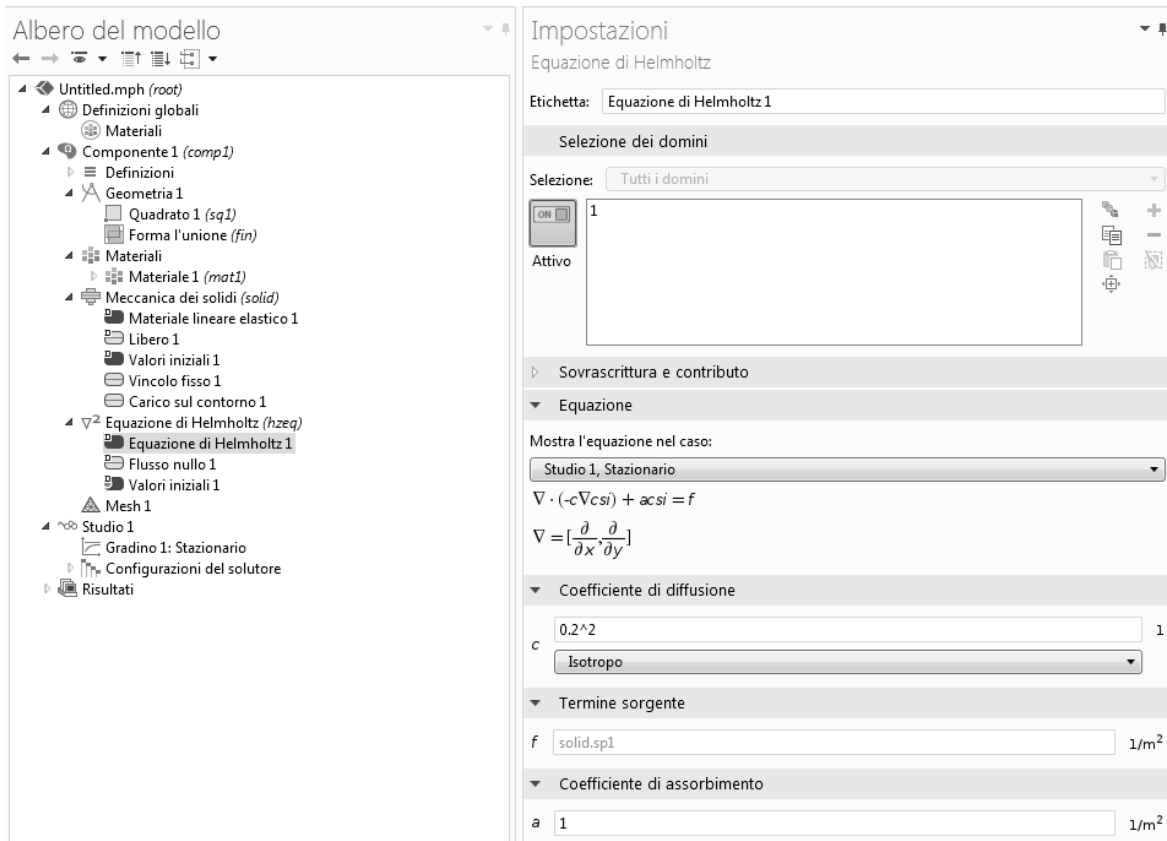 Albero del modello
Untitled.mph (root)
Definizioni globali
Materiali
Componente 1 (comp1)
Definizioni
Geometria 1
Quadrato 1 (sq1)
Forma l'unione (fin)
Materiali
Materiale 1 (mat1)
Meccanica dei solidi (solid)
Materiale lineare elastico 1
Libero 1
Valori iniziali 1
Vincolo fisso 1
Carico sul contorno 1
∇² Equazione di Helmholtz (hzeq)
Equazione di Helmholtz 1
Flusso nullo 1
Valori iniziali 1
Mesh 1
Studio 1
Gradino 1: Stazionario
Configurazioni del solutore
Risultati
Impostazioni
Equazione di Helmholtz
Etichetta: Equazione di Helmholtz 1
Selezione dei domini
Selezione: Tutti i domini
ON 1
Attivo
Sovrascrittura e contributo
Equazione
Mostra l'equazione nel caso:
Studio 1, Stazionario
∇ · (-c∇csi) + acsi = f
∇ = [∂/∂x, ∂/∂y]
Coefficiente di diffusione
c 0.2^2 1
Isotropo
Termine sorgente
f solid.sp1 1/m²
Coefficiente di assorbimento
a 1 1/m²